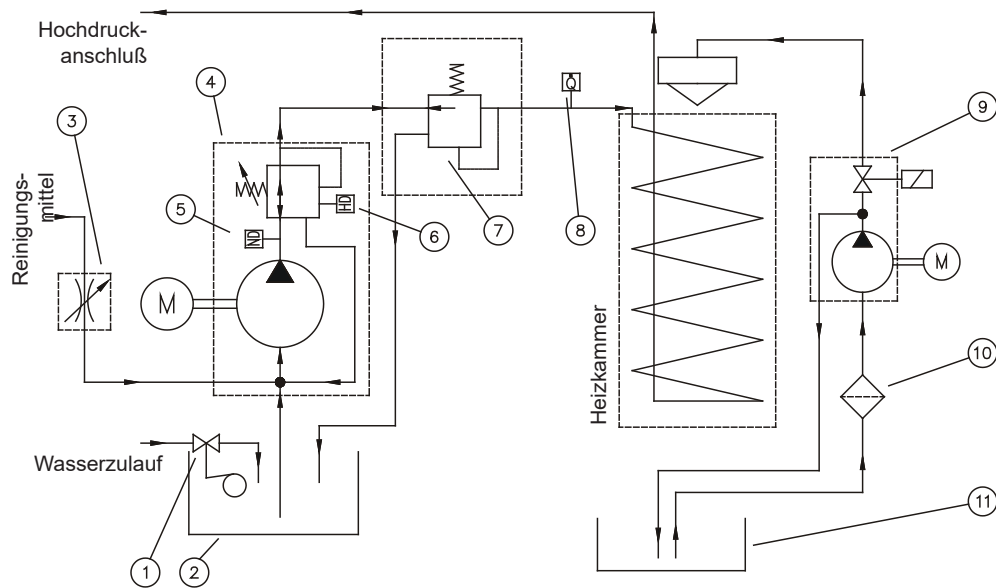 Hochdruck-
anschluß
4
3
9
Reinigungs-
mittel
5
ND
HD
6
7
Q
8
M
M
Heizkammer
10
Wasserzulauf
1
2
11